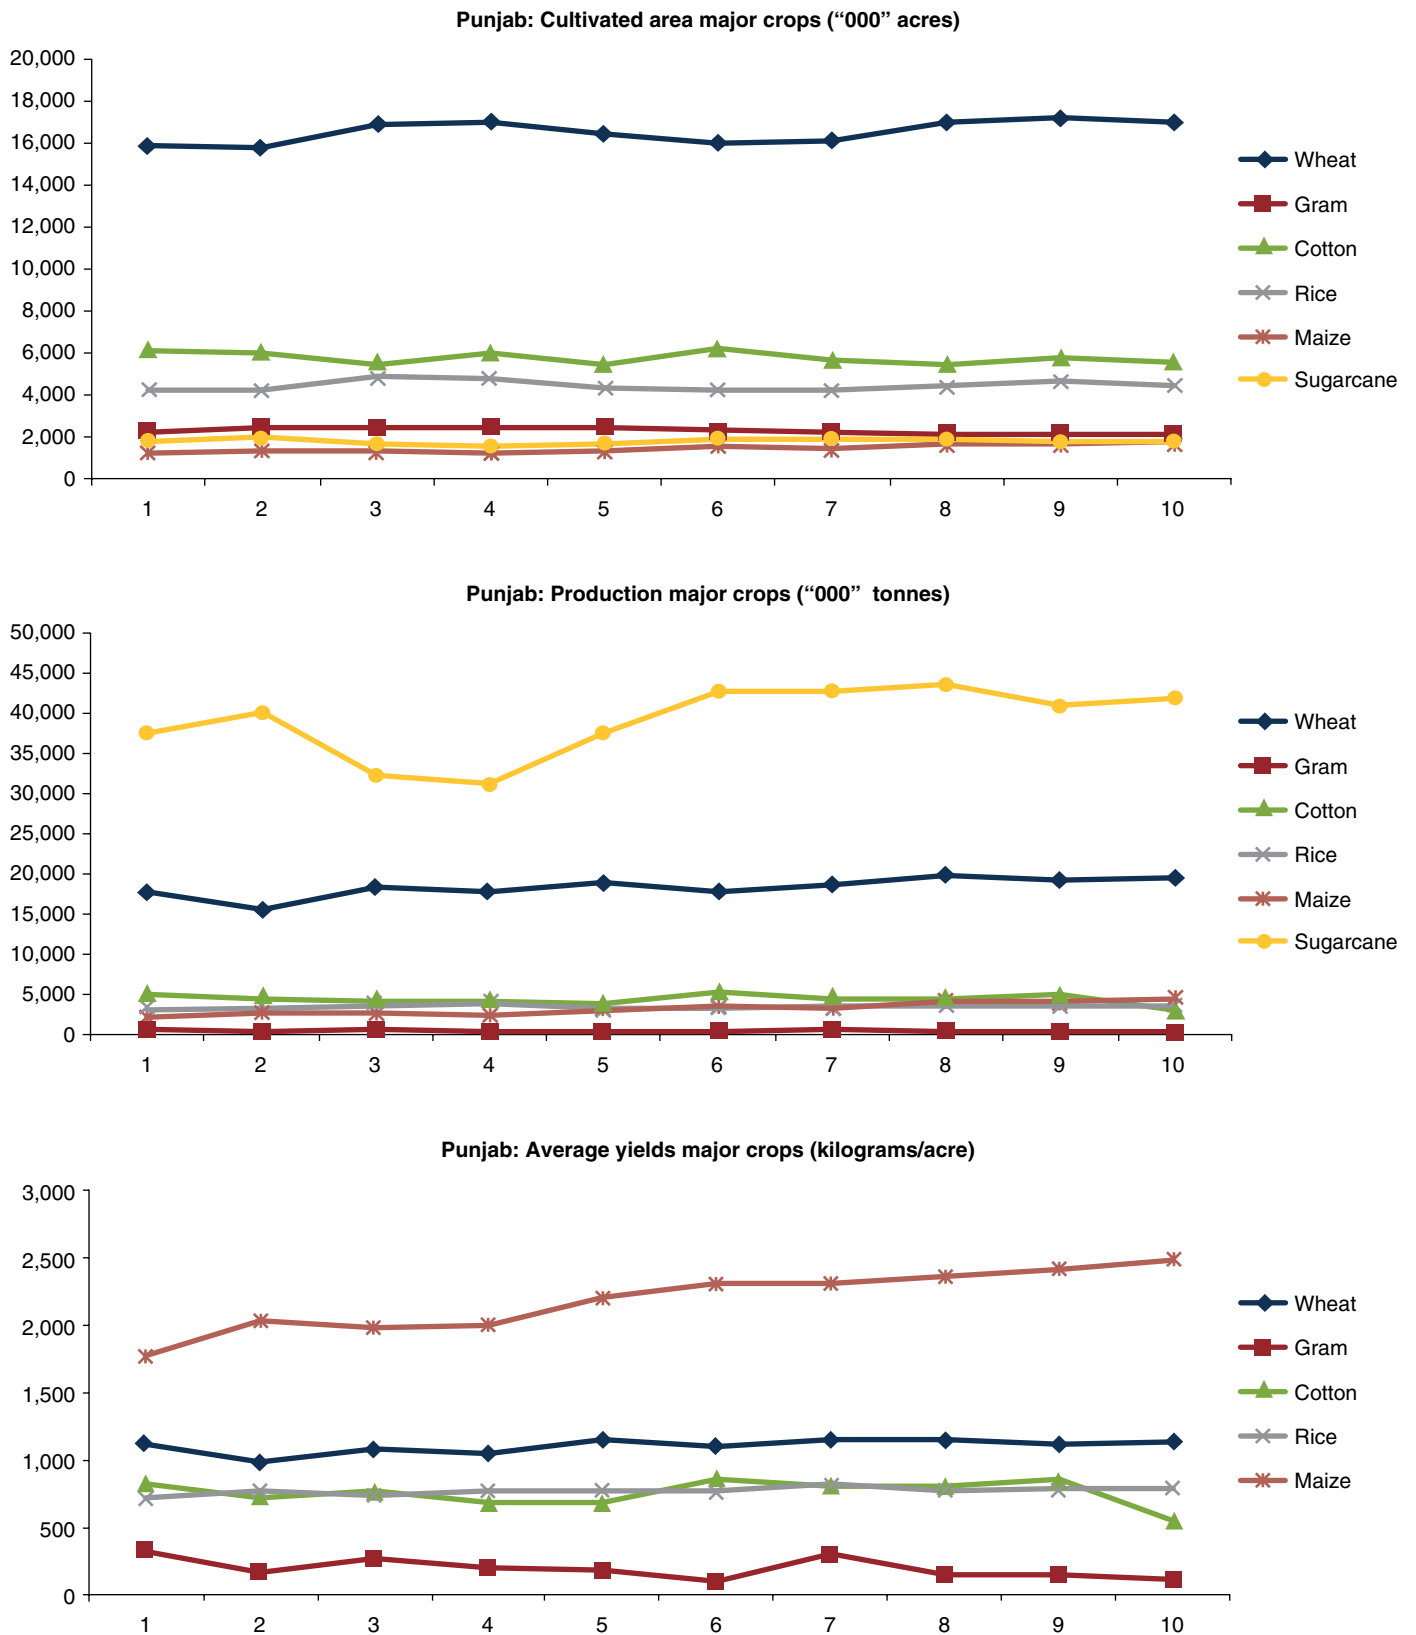 Punjab: Cultivated area major crops (“000” acres)
20,000
18,000
16,000
14,000
12,000
10,000
8,000
6,000
4,000
2,000
0
1 2 3 4 5 6 7 8 9 10
Wheat
Gram
Cotton
Rice
Maize
Sugarcane
Punjab: Production major crops (“000” tonnes)
50,000
45,000
40,000
35,000
30,000
25,000
20,000
15,000
10,000
5,000
0
1 2 3 4 5 6 7 8 9 10
Wheat
Gram
Cotton
Rice
Maize
Sugarcane
Punjab: Average yields major crops (kilograms/acre)
3,000
2,500
2,000
1,500
1,000
500
0
1 2 3 4 5 6 7 8 9 10
Wheat
Gram
Cotton
Rice
Maize